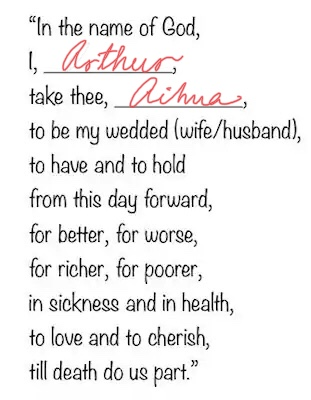 “In the name of God,
I, Arthur,
take thee, Aihua,
to be my wedded (wife/husband),
to have and to hold
from this day forward,
for better, for worse,
for richer, for poorer,
in sickness and in health,
to love and to cherish,
till death do us part.”